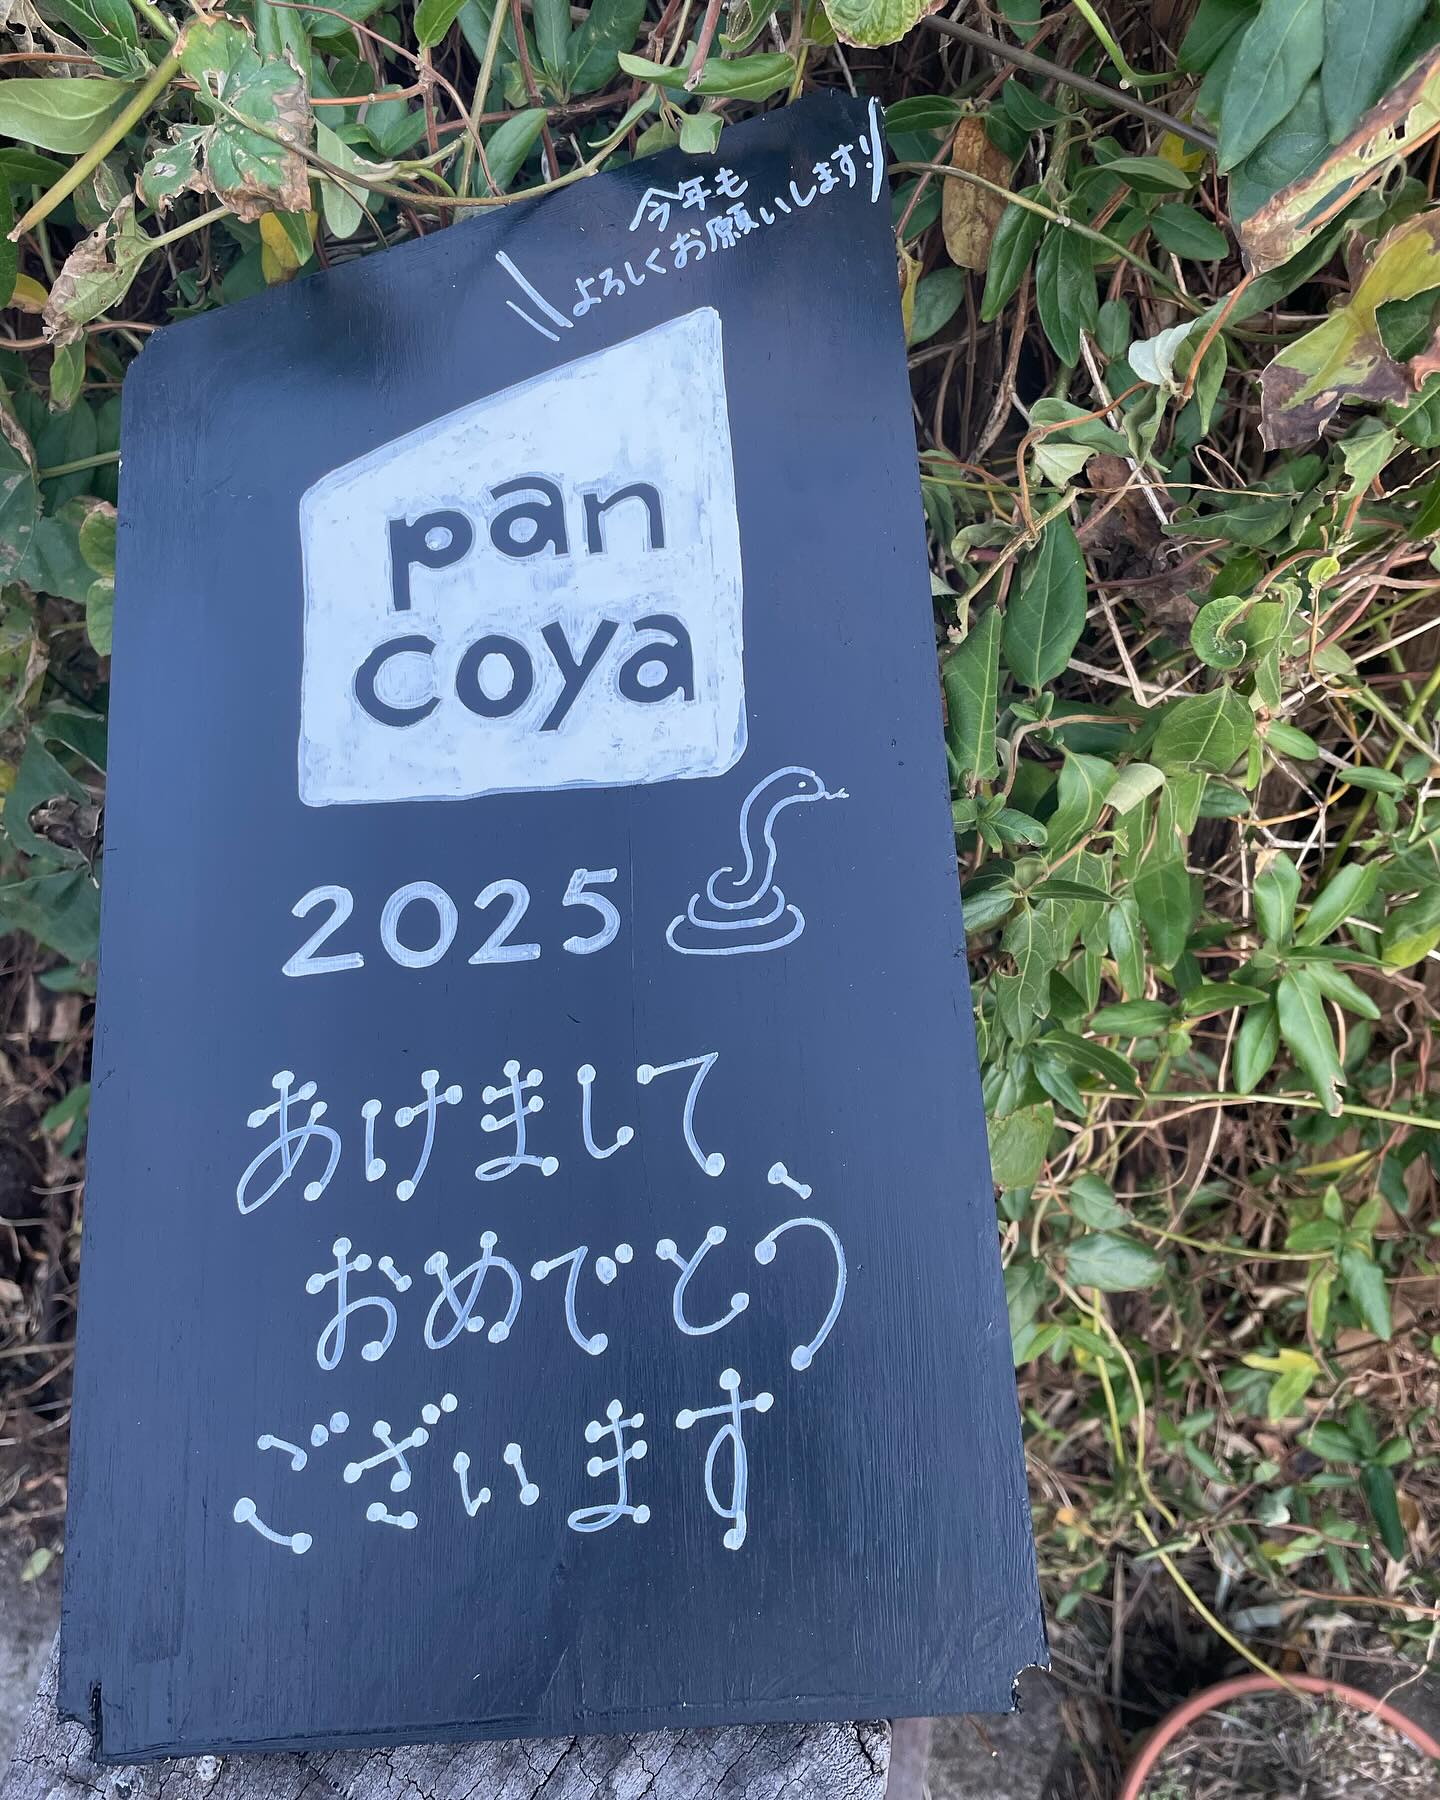 今年も
よろしくお願いします!
pan
coya
2025
あけまして、
おめでとう
ございます